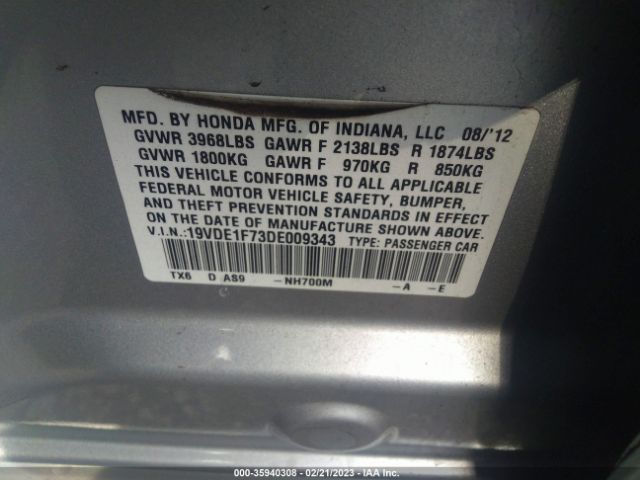 MFD. BY HONDA MFG. OF INDIANA, LLC 08/'12
GVWR 3968LBS GAWR F 2138LBS R 1874LBS
GVWR 1800KG GAWR F 970KG R 850KG
THIS VEHICLE CONFORMS TO ALL APPLICABLE
FEDERAL MOTOR VEHICLE SAFETY, BUMPER,
AND THEFT PREVENTION STANDARDS IN EFFECT
ON THE DATE OF MANUFACTURE SHOWN ABOVE.
V.I.N.:19VDE1F73DE009343 TYPE: PASSENGER CAR
TX6 D AS9 -NH700M -A -E
000-35940308 - 02/21/2023 - IAA Inc.